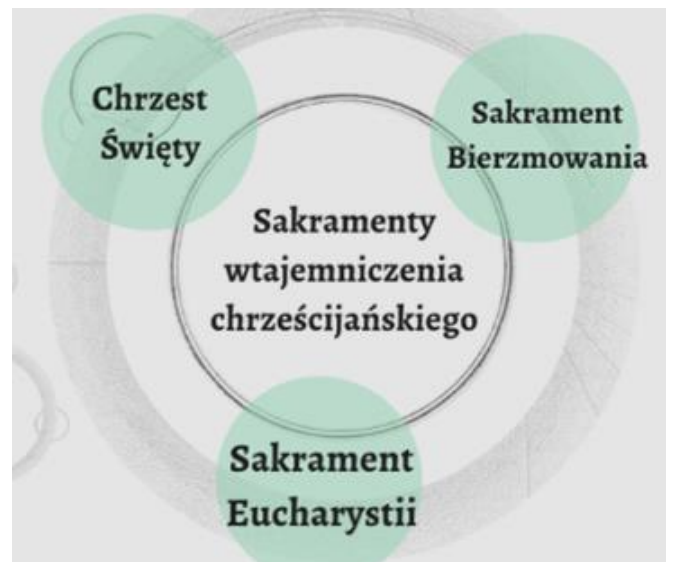 Chrzest
Święty
Sakrament
Bierzmowania
Sakramenty
wtajemniczenia
chrześcijańskiego
Sakrament
Eucharystii